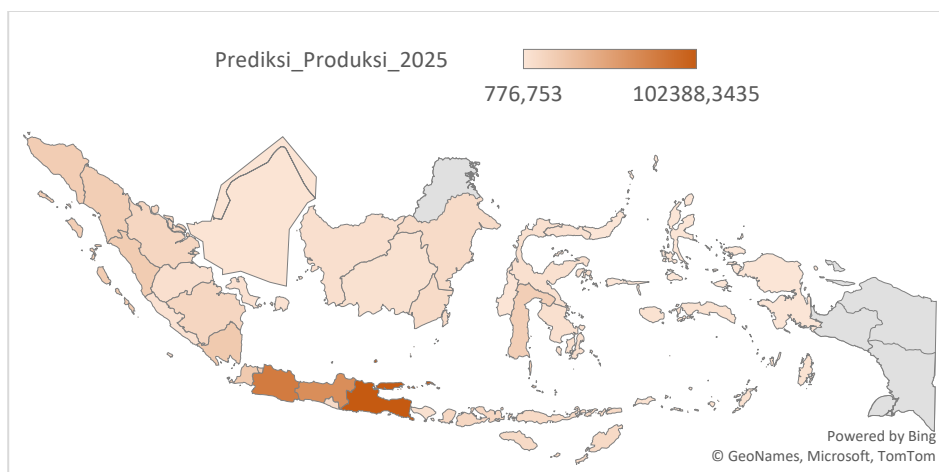 Prediksi_Produksi_2025
776,753 102388,3435
Powered by Bing
© GeoNames, Microsoft, TomTom